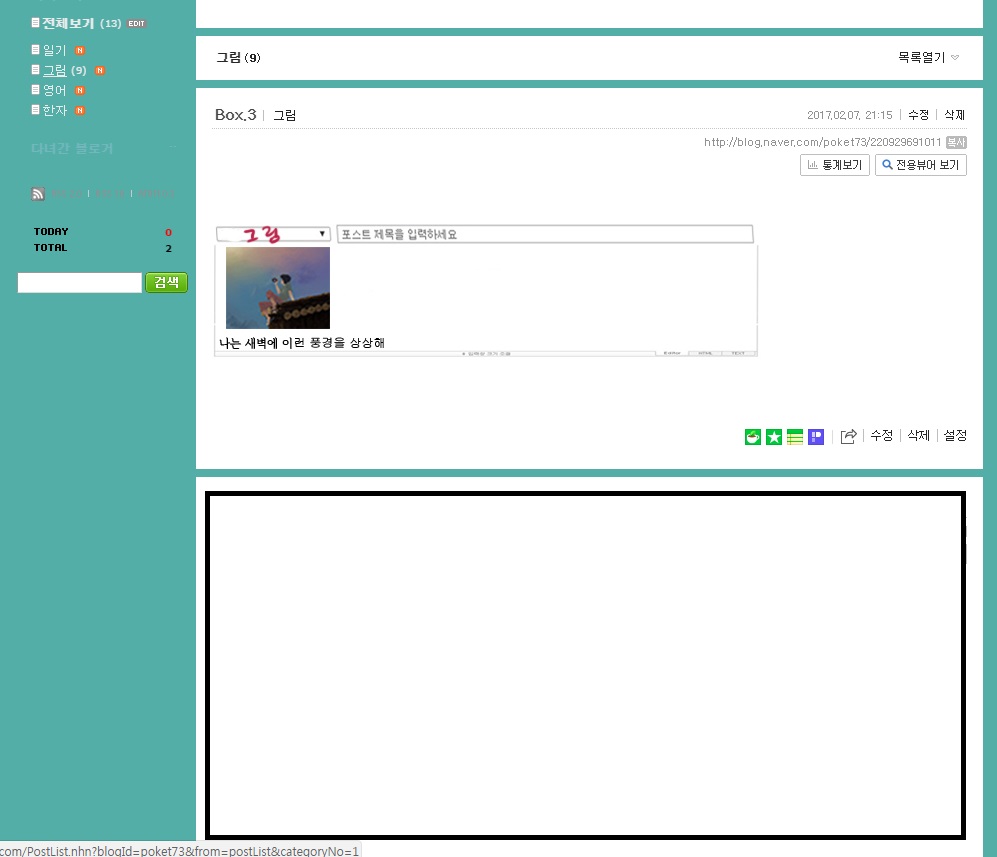 전체보기 (13) EDIT
일기 N
그림 (9) N
영어 N
한자 N
다녀간 블로거
TODAY 0
TOTAL 2
검색
그림 (9)
목록열기
Box.3 | 그림
2017.02.07. 21:15 | 수정 | 삭제
http://blog.naver.com/poket73/220929691011 복사
통계보기
전용뷰어 보기
그림 ▼
포스트 제목을 입력하세요
나는 새벽에 이런 풍경을 상상해
수정 | 삭제 | 설정
com/PostList.nhn?blogId=poket73&from=postList&categoryNo=1